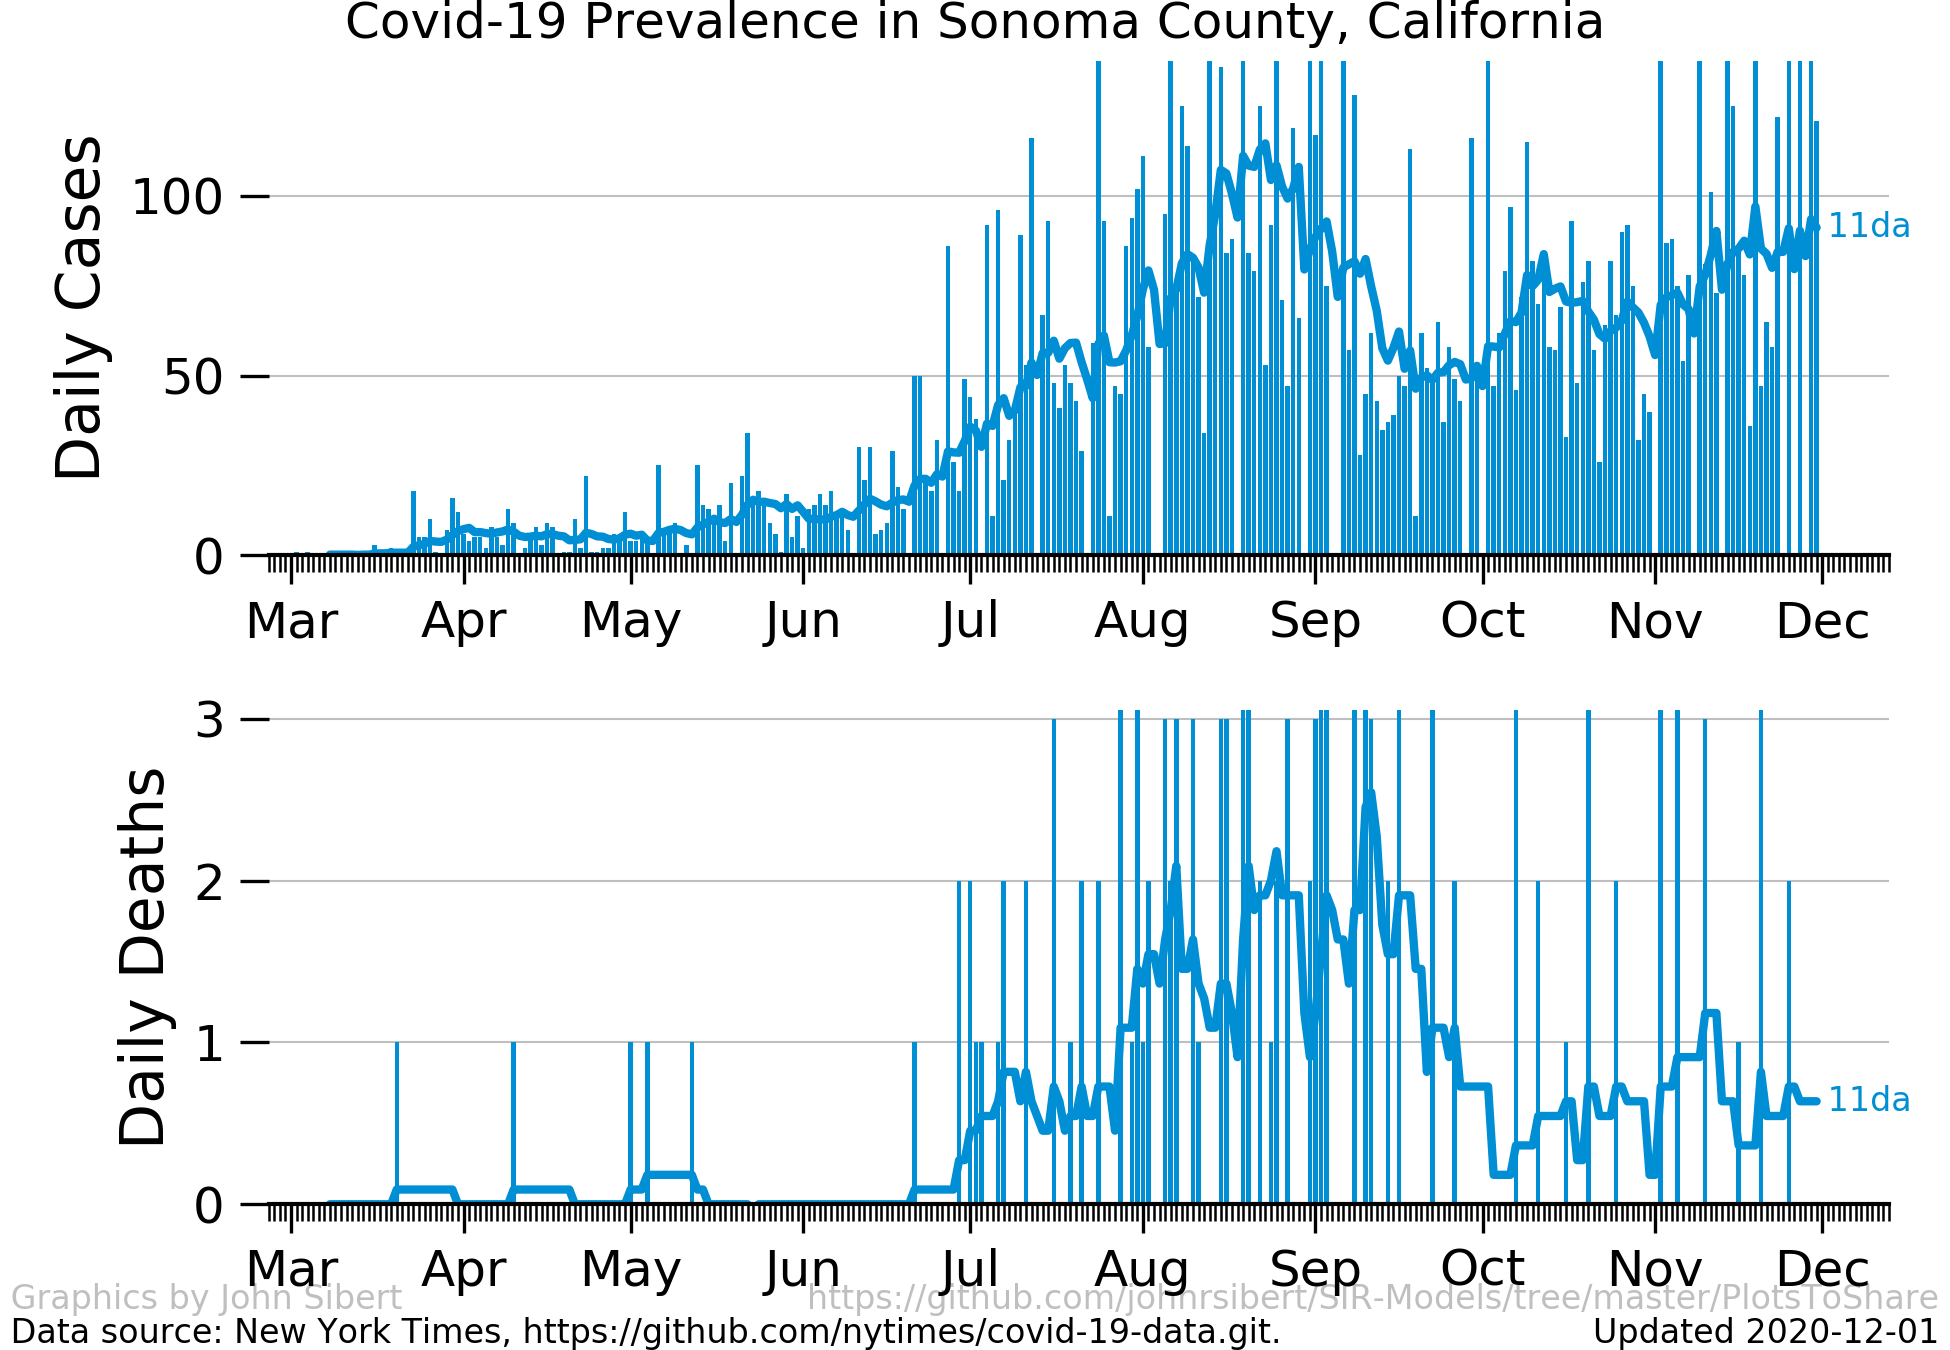 Covid-19 Prevalence in Sonoma County, California
Daily Cases
100
50
0
11da
Mar Apr May Jun Jul Aug Sep Oct Nov Dec
Daily Deaths
3
2
1
0
11da
Mar Apr May Jun Jul Aug Sep Oct Nov Dec
Graphics by John Sibert https://github.com/johnrsibert/SIR-Models/tree/master/PlotsToShare
Data source: New York Times, https://github.com/nytimes/covid-19-data.git. Updated 2020-12-01